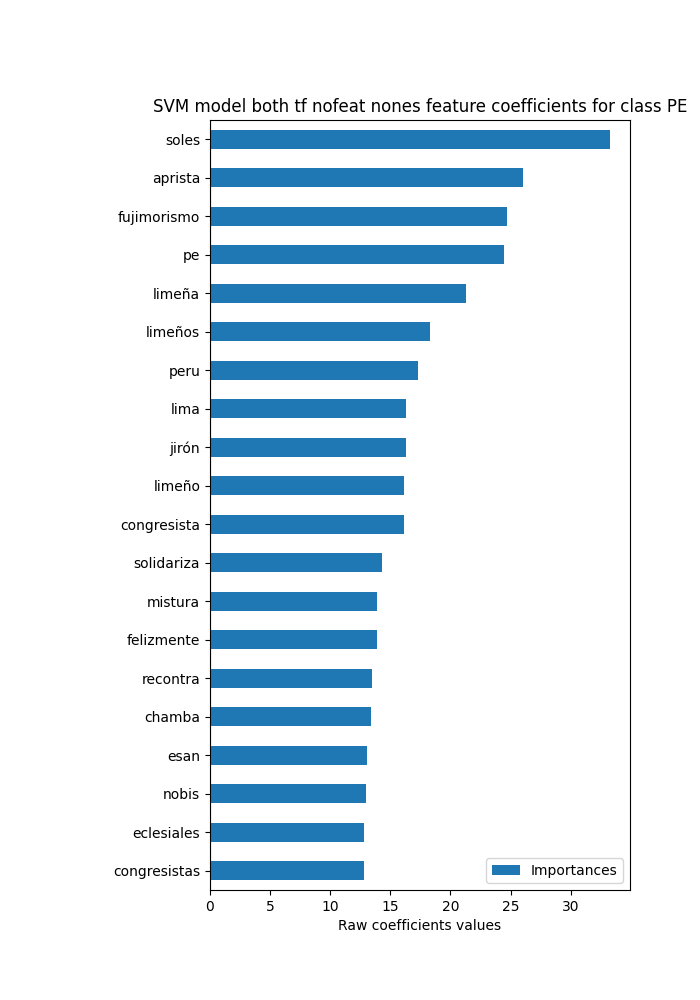 SVM model both tf nofeat nones feature coefficients for class PE
soles
aprista
fujimorismo
pe
limeña
limeños
peru
lima
jirón
limeño
congresista
solidariza
mistura
felizmente
recontra
chamba
esan
nobis
eclesiales
congresistas
Importances
0 5 10 15 20 25 30
Raw coefficients values